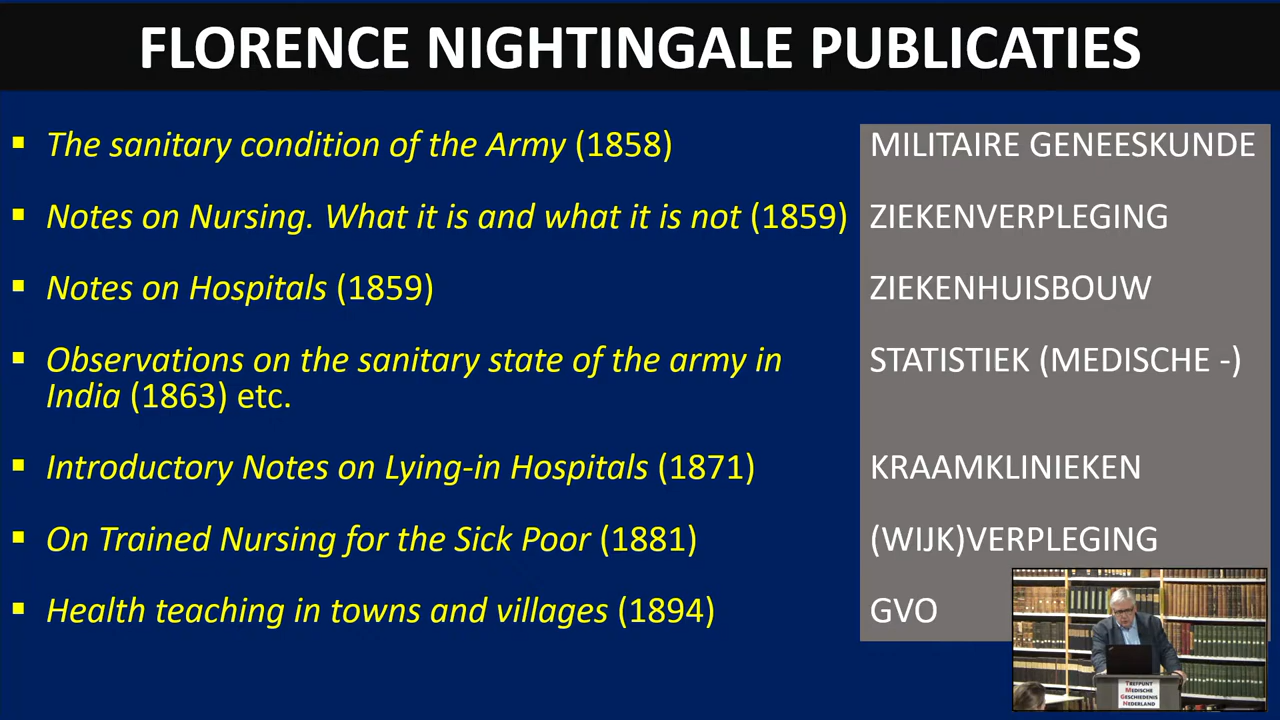 FLORENCE NIGHTINGALE PUBLICATIES
▪ The sanitary condition of the Army (1858) MILITAIRE GENEESKUNDE
▪ Notes on Nursing. What it is and what it is not (1859) ZIEKENVERPLEGING
▪ Notes on Hospitals (1859) ZIEKENHUISBOUW
▪ Observations on the sanitary state of the army in STATISTIEK (MEDISCHE -)
India (1863) etc.
▪ Introductory Notes on Lying-in Hospitals (1871) KRAAMKLINIEKEN
▪ On Trained Nursing for the Sick Poor (1881) (WIJK)VERPLEGING
▪ Health teaching in towns and villages (1894) GVO
TREFPUNT
MEDISCHE
GESCHIEDENIS
NEDERLAND